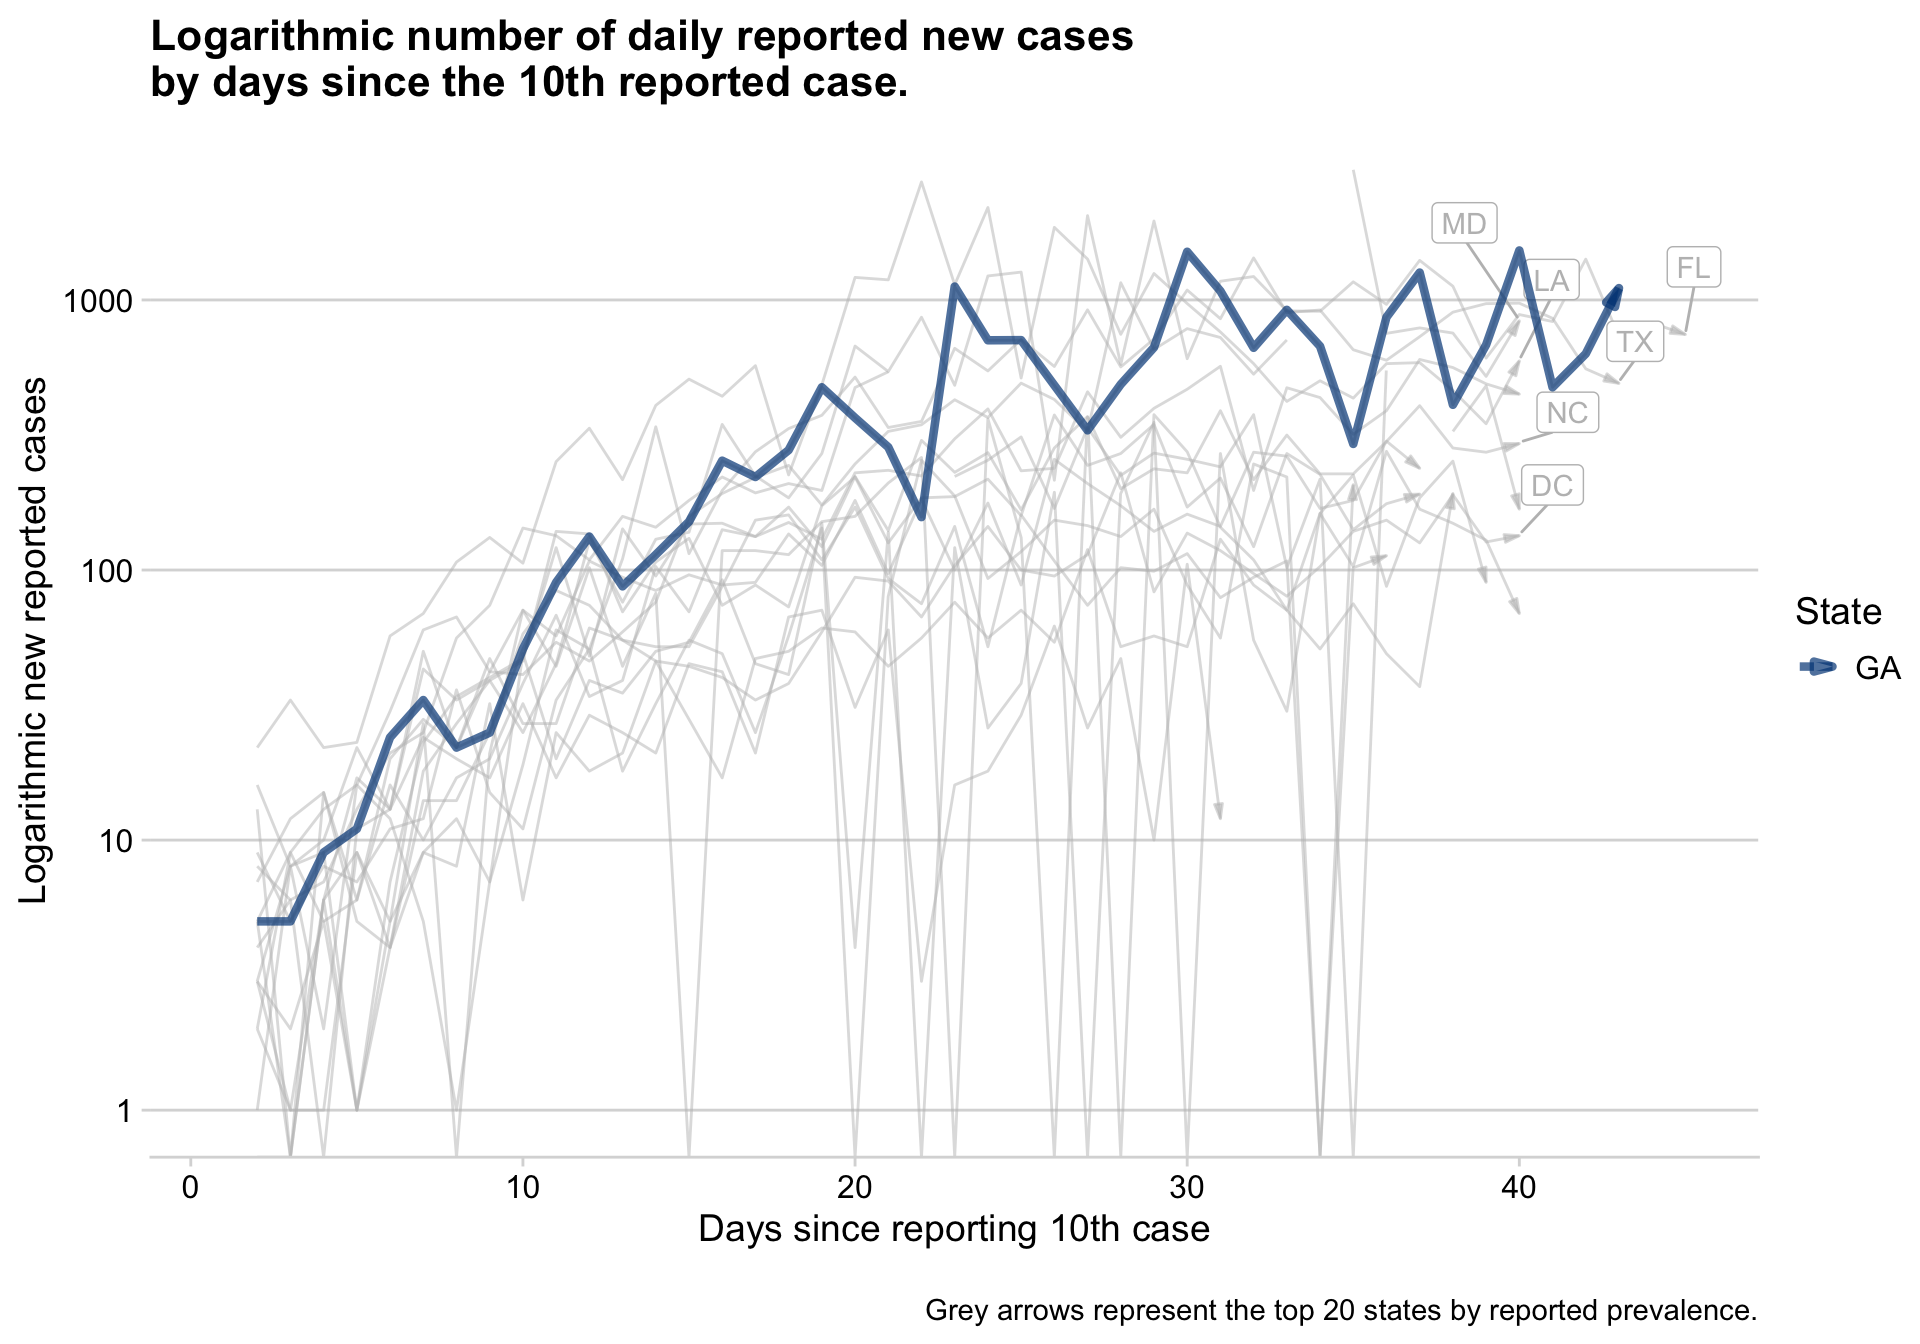 Logarithmic number of daily reported new cases
by days since the 10th reported case.
Logarithmic new reported cases
1000
100
10
1
MD
LA
FL
TX
NC
DC
State
GA
0 10 20 30 40
Days since reporting 10th case
Grey arrows represent the top 20 states by reported prevalence.